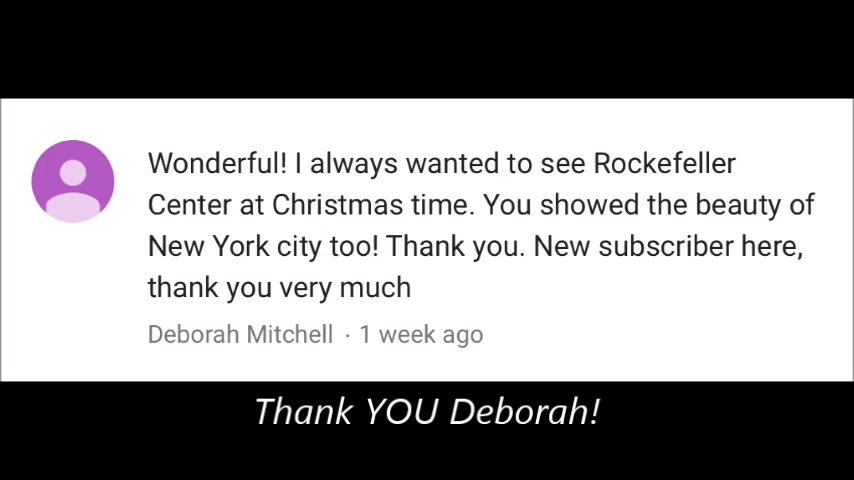 Wonderful! I always wanted to see Rockefeller
Center at Christmas time. You showed the beauty of
New York city too! Thank you. New subscriber here,
thank you very much
Deborah Mitchell · 1 week ago
Thank YOU Deborah!